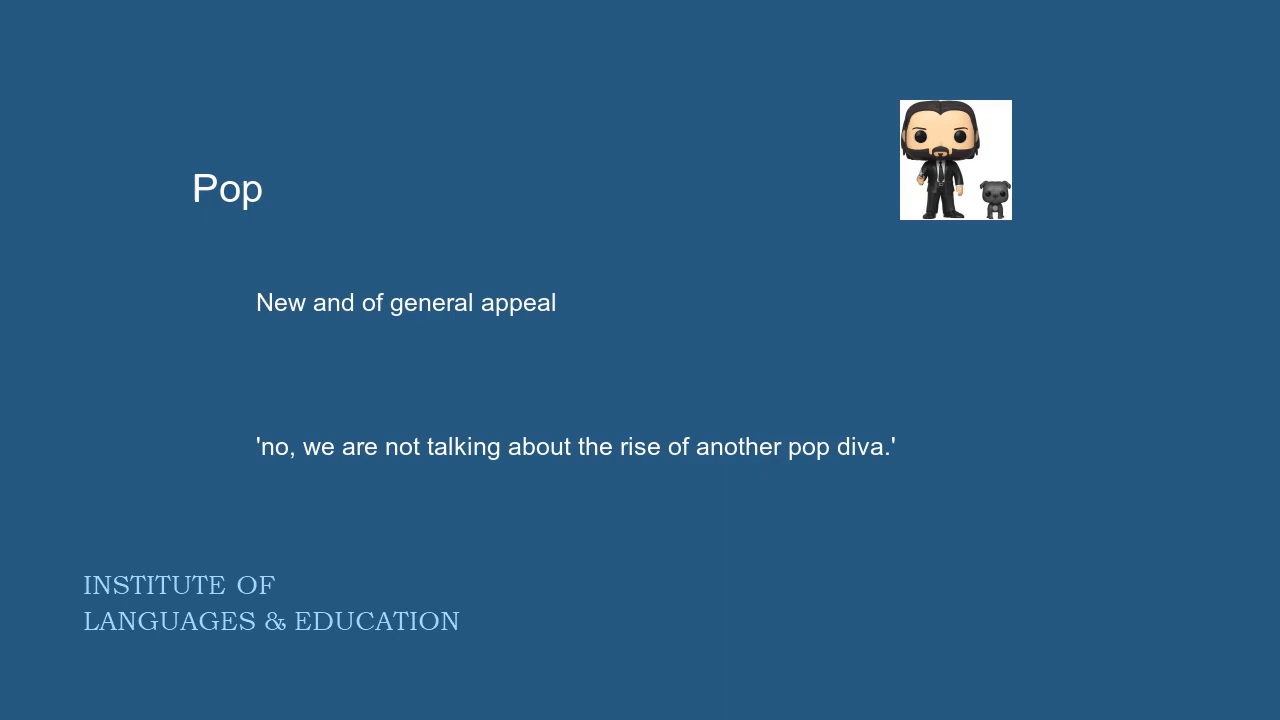 Pop
New and of general appeal
'no, we are not talking about the rise of another pop diva.'
INSTITUTE OF
LANGUAGES & EDUCATION